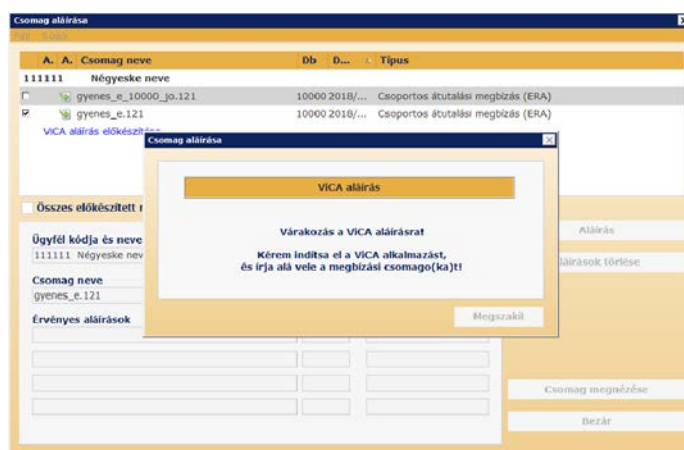 Csomag aláírása
A. A. Csomag neve Db D... Típus
111111 Négyeske neve
gyenes_e_10000_jo.121 10000 2018/... Csoportos átutalási megbízás (ERA)
gyenes_e.121 10000 2018/... Csoportos átutalási megbízás (ERA)
ViCA aláírás előkészítése
Csomag aláírása
ViCA aláírás
Várakozás a ViCA aláírásra!
Kérem indítsa el a ViCA alkalmazást,
és írja alá vele a megbízási csomago(ka)t!
Megszakít
Összes előkészített
Ügyfél kódja és neve
111111 Négyeske nev
Csomag neve
gyenes_e.121
Érvényes aláírások
Aláírás
láírások törlése
Csomag megnézése
Bezár